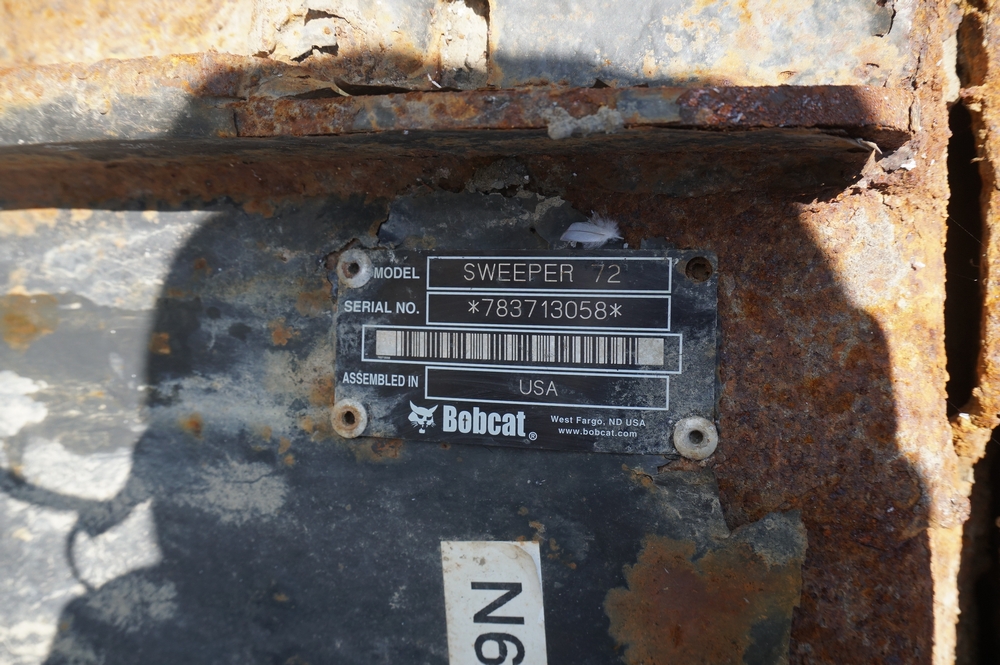 MODEL SWEEPER 72
SERIAL NO. *783713058*
ASSEMBLED IN USA
Bobcat®
West Fargo, ND USA
www.bobcat.com
N6